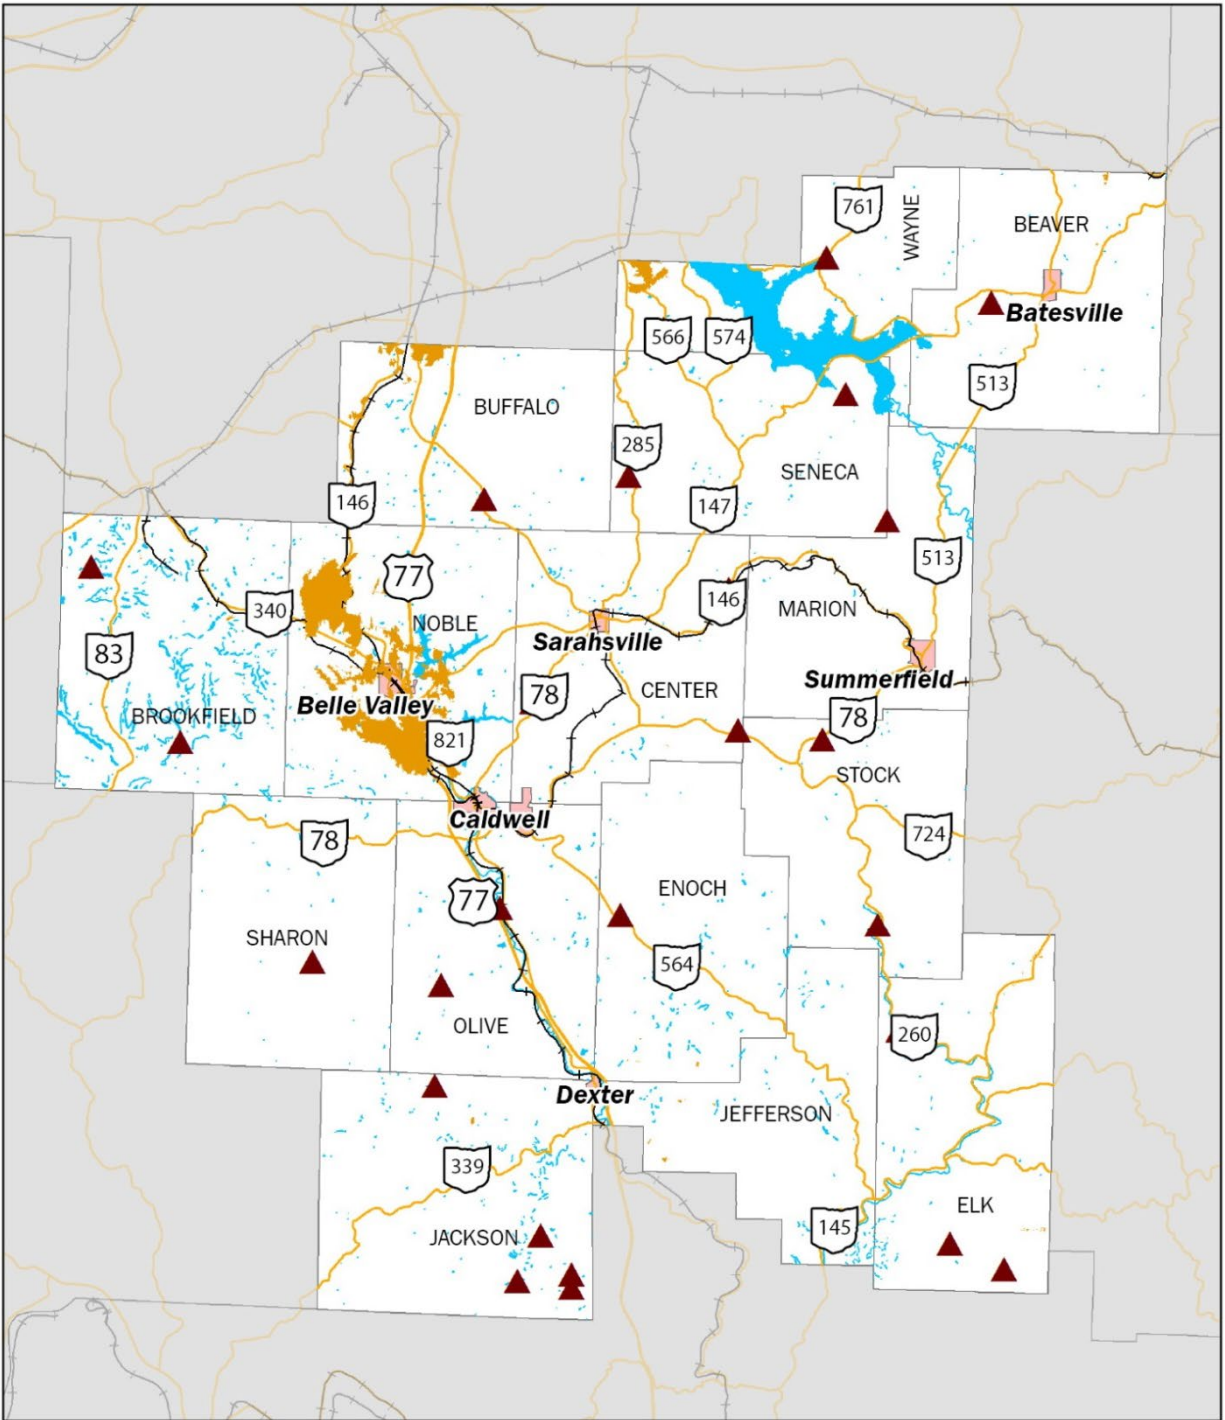 761
WAYNE
BEAVER
Batesville
566
574
513
BUFFALO
285
SENECA
146
147
513
77
340
NOBLE
146
MARION
Sarahsville
83
Summerfield
CENTER
78
Belle Valley
BROOKFIELD
78
821
STOCK
Caldwell
724
78
ENOCH
77
SHARON
564
OLIVE
260
Dexter
JEFFERSON
339
ELK
145
JACKSON